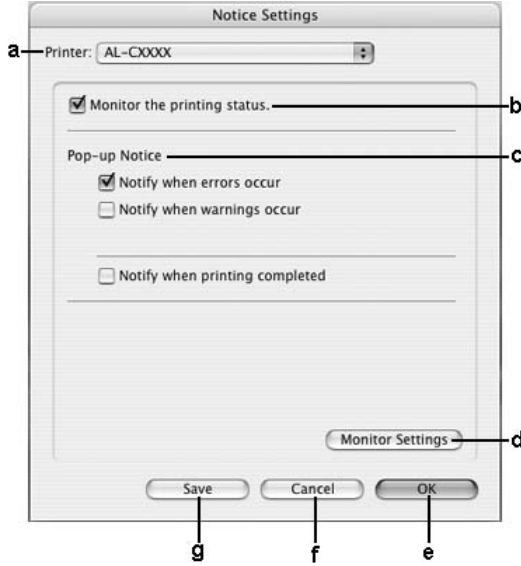 Notice Settings
a Printer: AL-CXXXX
Monitor the printing status. b
Pop-up Notice c
Notify when errors occur
Notify when warnings occur
Notify when printing completed
Monitor Settings d
Save Cancel OK
g f e